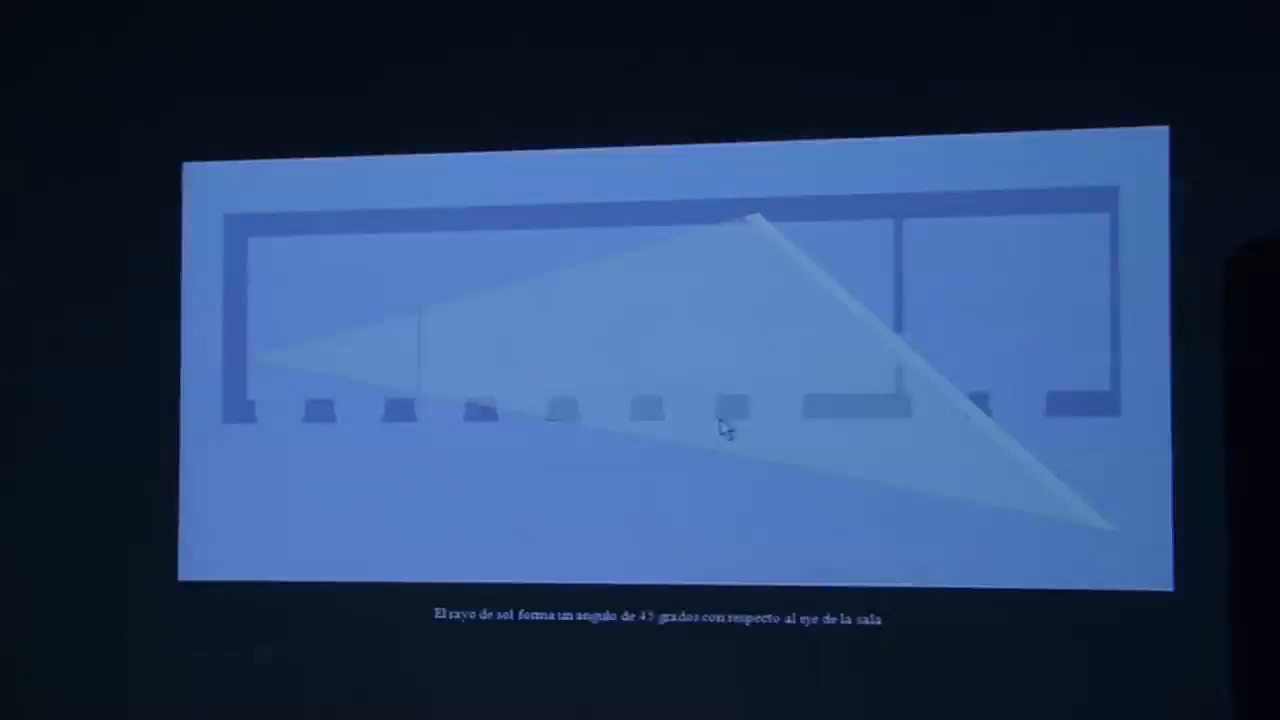 El rayo de sol forma un angulo de 45 grados con respecto al eje de la sala